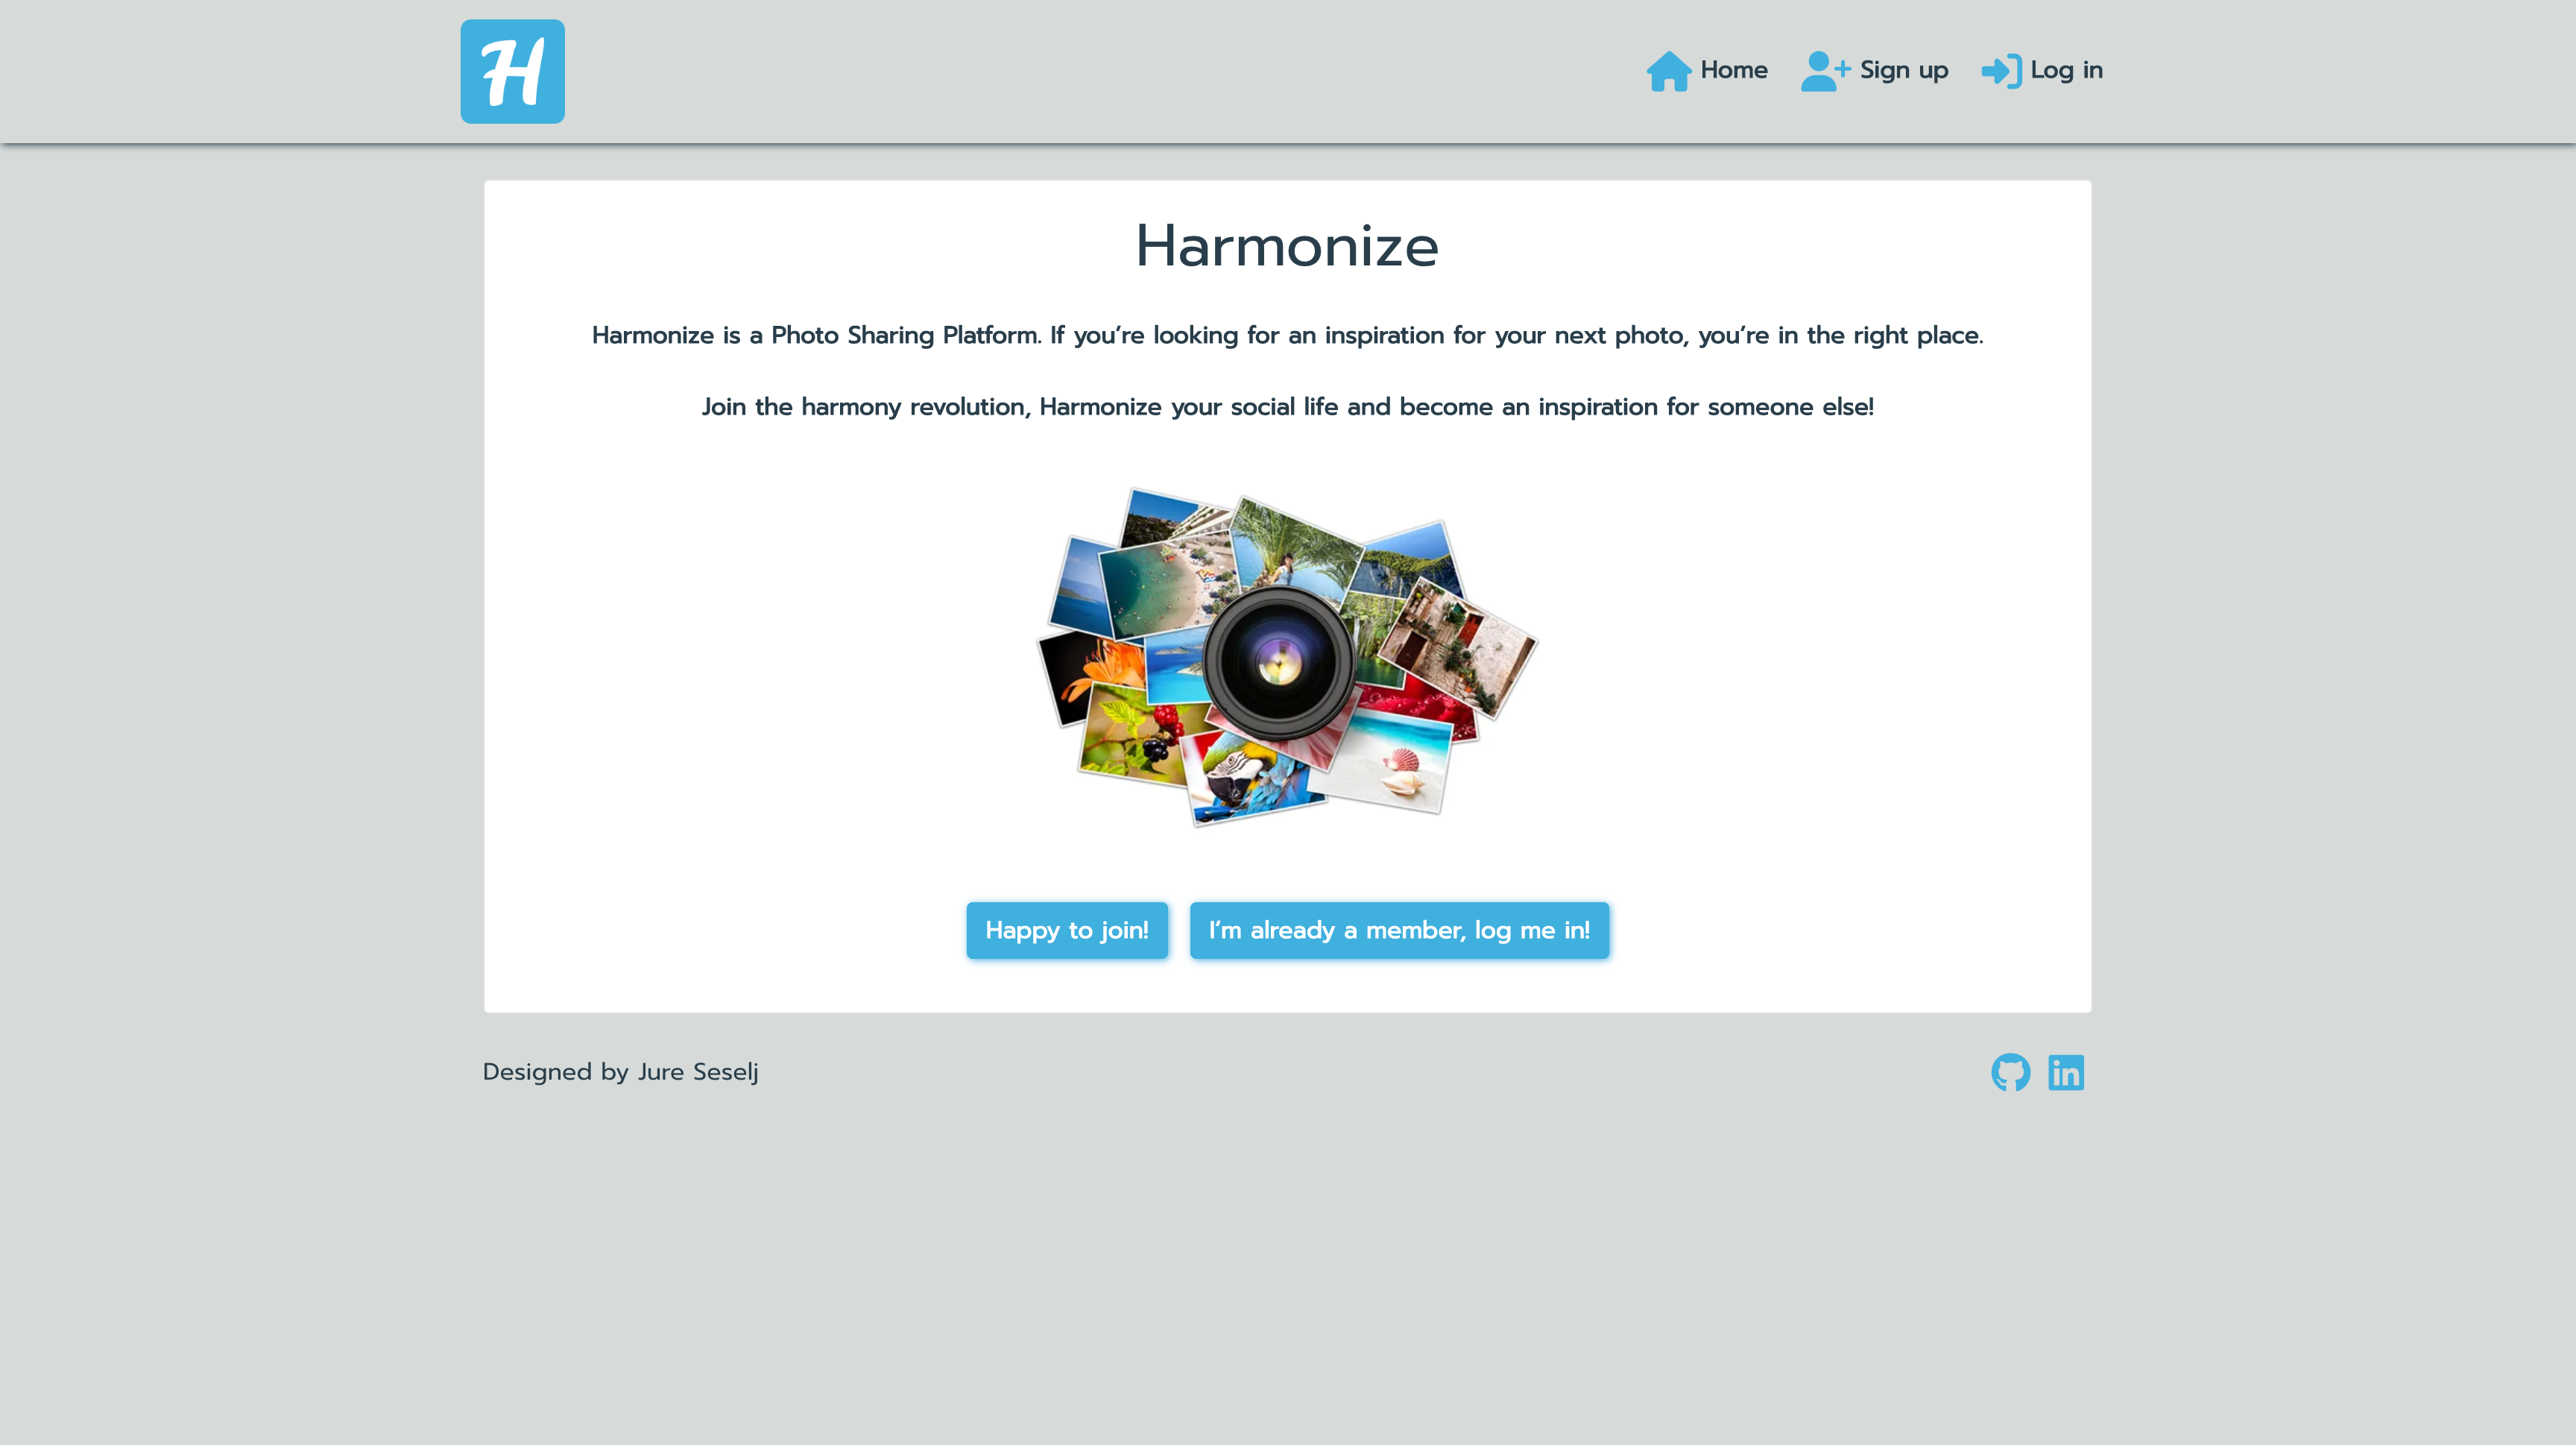 H
Home
Sign up
Log in
Harmonize
Harmonize is a Photo Sharing Platform. If you’re looking for an inspiration for your next photo, you’re in the right place.
Join the harmony revolution, Harmonize your social life and become an inspiration for someone else!
Happy to join!
I’m already a member, log me in!
Designed by Jure Seselj
in